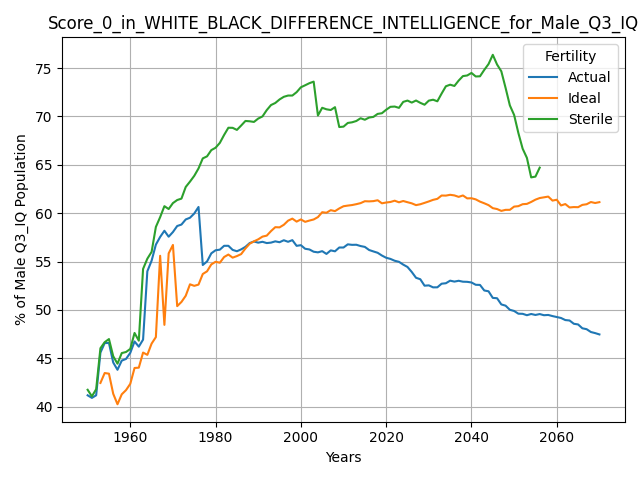 Score_0_in_WHITE_BLACK_DIFFERENCE_INTELLIGENCE_for_Male_Q3_IQ
Fertility
Actual
Ideal
Sterile
% of Male Q3_IQ Population
75
70
65
60
55
50
45
40
1960
1980
2000
2020
2040
2060
Years